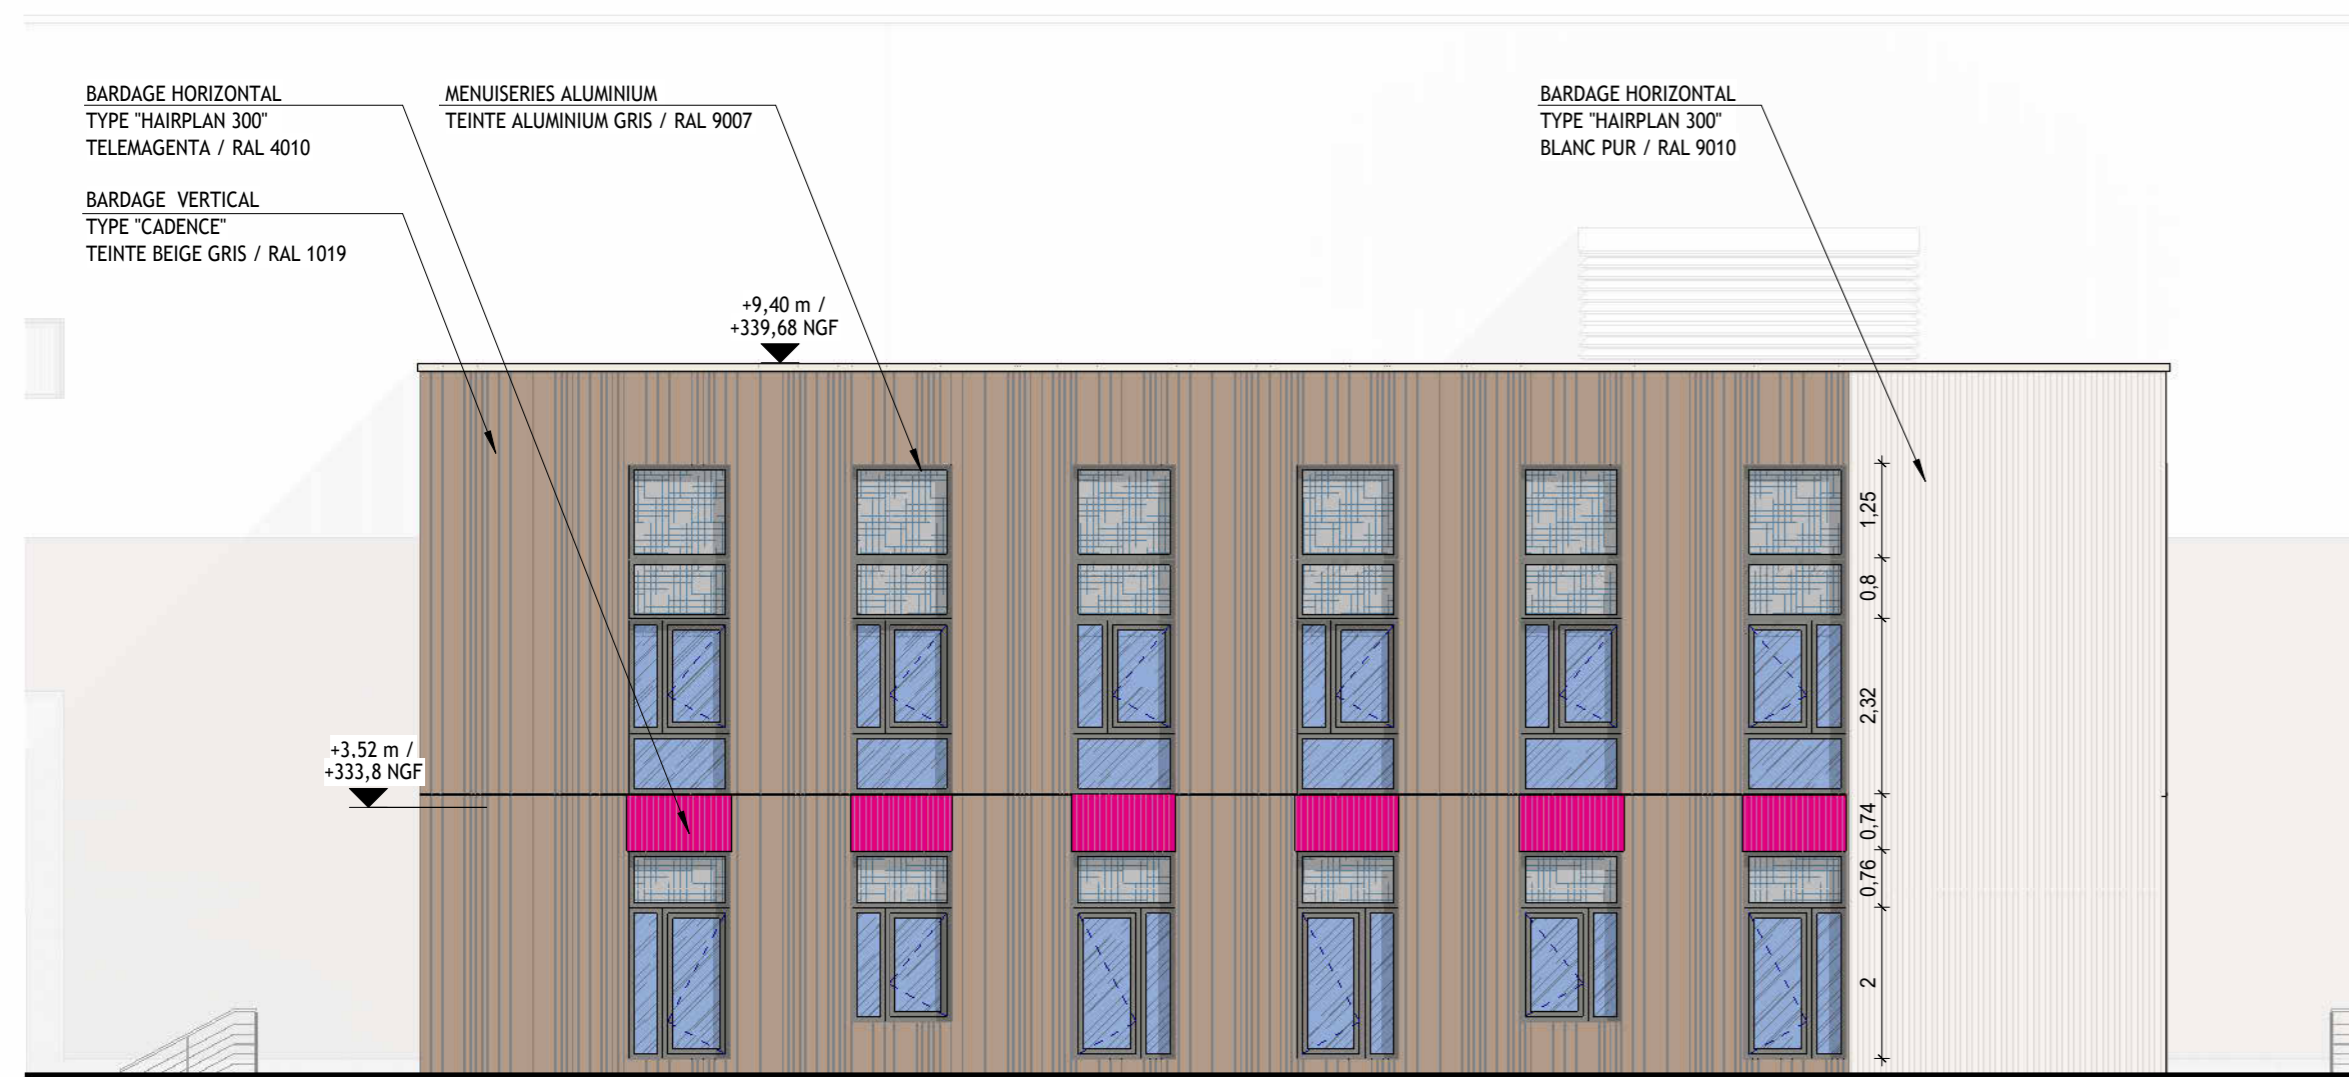 BARDAGE HORIZONTAL
TYPE "HAIRPLAN 300"
TELEMAGENTA / RAL 4010
BARDAGE  VERTICAL
TYPE "CADENCE"
TEINTE BEIGE GRIS / RAL 1019
MENUISERIES ALUMINIUM
TEINTE ALUMINIUM GRIS / RAL 9007
BARDAGE HORIZONTAL
TYPE "HAIRPLAN 300"
BLANC PUR / RAL 9010
+9,40 m /
+339,68 NGF
+3,52 m /
+333,8 NGF
1,25
0,8
2,32
0,74
0,76
2